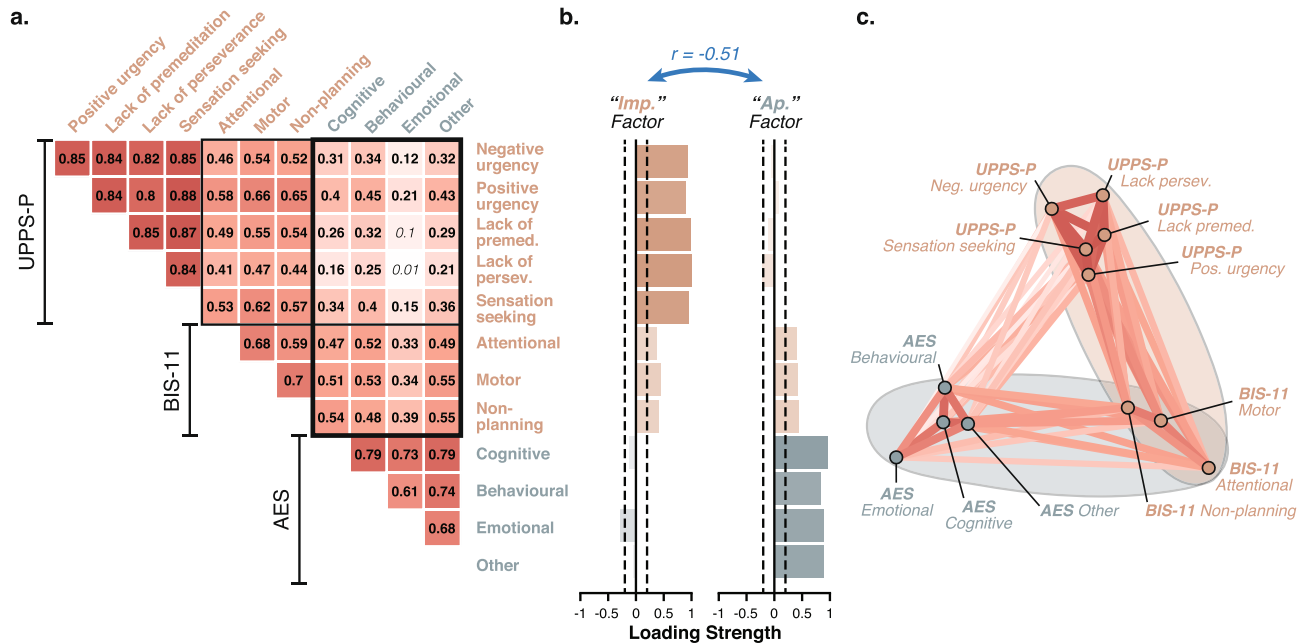 a.
Positive urgency
Lack of premeditation
Lack of perseverance
Sensation seeking
Attentional
Motor
Non-planning
Cognitive
Behavioural
Emotional
Other
UPPS-P
BIS-11
AES
0.85 0.84 0.82 0.85 0.46 0.54 0.52 0.31 0.34 0.12 0.32
Negative
urgency
0.84 0.8 0.88 0.58 0.66 0.65 0.4 0.45 0.21 0.43
Positive
urgency
0.85 0.87 0.49 0.55 0.54 0.26 0.32 0.1 0.29
Lack of
premed.
0.84 0.41 0.47 0.44 0.16 0.25 0.01 0.21
Lack of
persev.
0.53 0.62 0.57 0.34 0.4 0.15 0.36
Sensation
seeking
0.68 0.59 0.47 0.52 0.33 0.49
Attentional
0.7 0.51 0.53 0.34 0.55
Motor
0.54 0.48 0.39 0.55
Non-
planning
0.79 0.73 0.79
Cognitive
0.61 0.74
Behavioural
0.68
Emotional
Other
b.
r = -0.51
“Imp.”
Factor
“Ap.”
Factor
-1 -0.5 0 0.5 1
-1 -0.5 0 0.5 1
Loading Strength
c.
UPPS-P
Neg. urgency
UPPS-P
Lack persev.
UPPS-P
Lack premed.
UPPS-P
Sensation seeking
UPPS-P
Pos. urgency
AES
Behavioural
BIS-11
Motor
BIS-11
Attentional
AES
Emotional
AES
Cognitive
AES Other
BIS-11 Non-planning